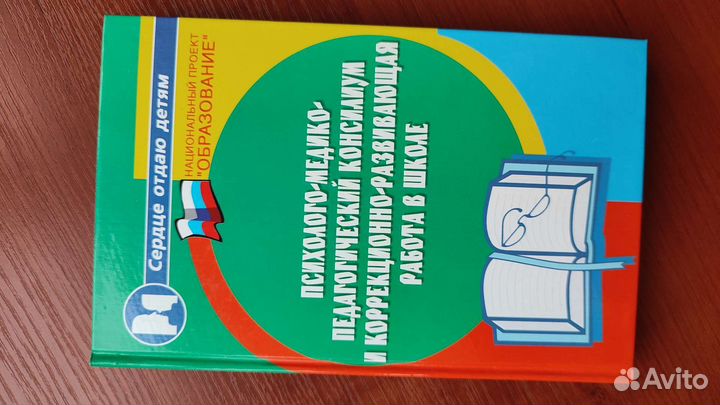 Сердце отдаю детям
НАЦИОНАЛЬНЫЙ ПРОЕКТ
"ОБРАЗОВАНИЕ"
ПСИХОЛОГО-МЕДИКО-
ПЕДАГОГИЧЕСКИЙ КОНСИЛИУМ
И КОРРЕКЦИОННО-РАЗВИВАЮЩАЯ
РАБОТА В ШКОЛЕ
Avito